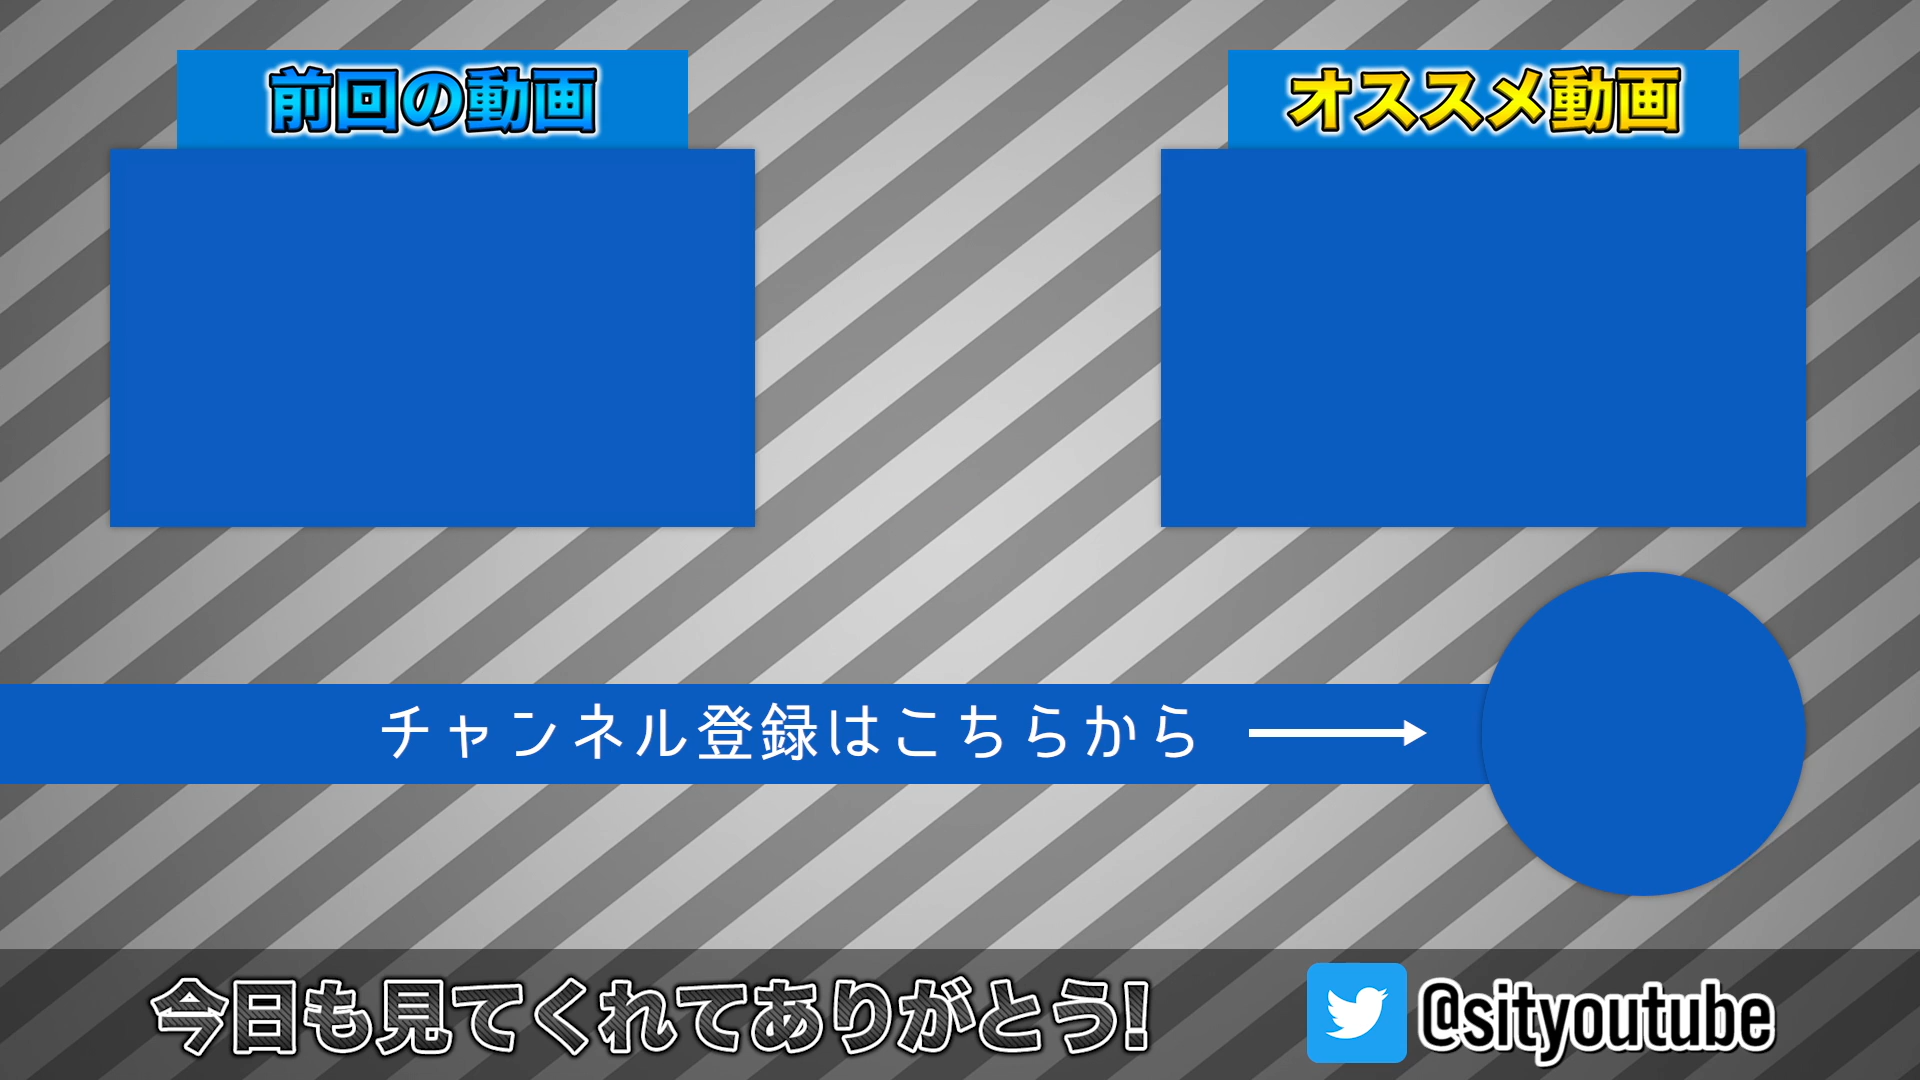 前回の動画
オススメ動画
チャンネル登録はこちらから
今日も見てくれてありがとう!
@sityoutube